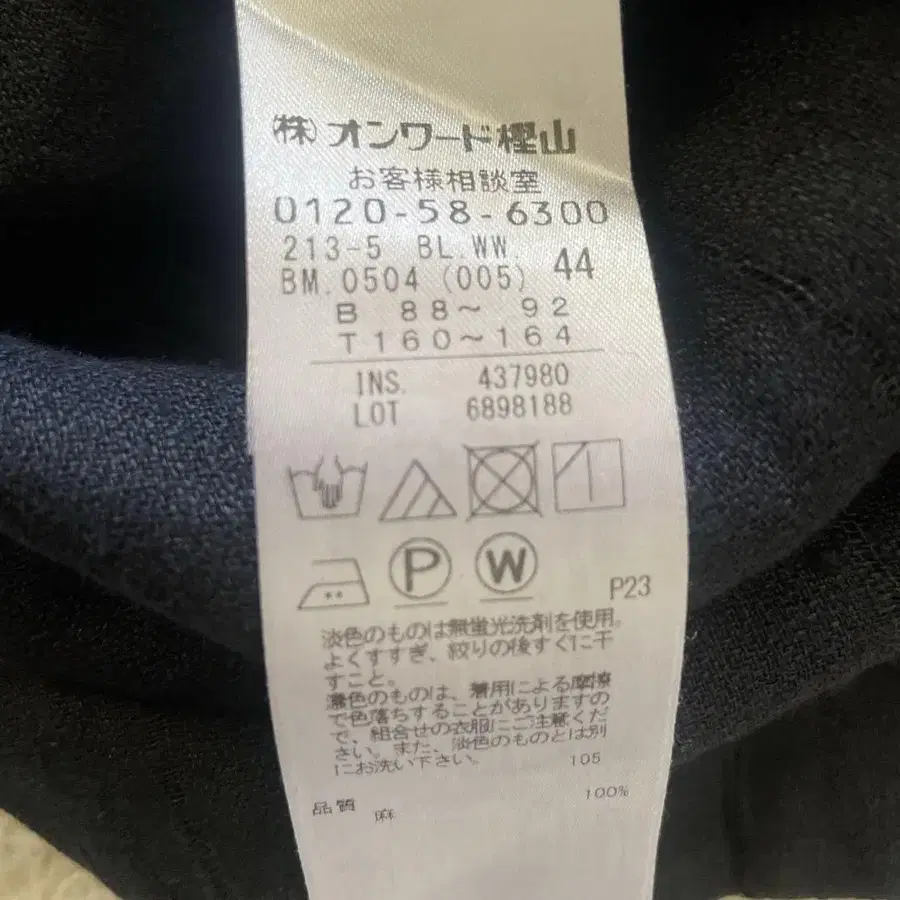 (株)オンワード樫山
お客様相談室
0120-58-6300
213-5 BL.WW. 44
BM.0504 (005)
B 88～ 92
T160～164
INS. 437980
LOT 6898188
P
W
P23
淡色のものは無蛍光洗剤を使用。
よくすすぎ、絞りの後すぐに干
すこと。
濃色のものは、着用による摩擦
で色落ちすることがありますの
で、組合せの衣服にご注意くだ
さい。また、淡色のものとは別
にお洗い下さい。 105
品質 麻 100%